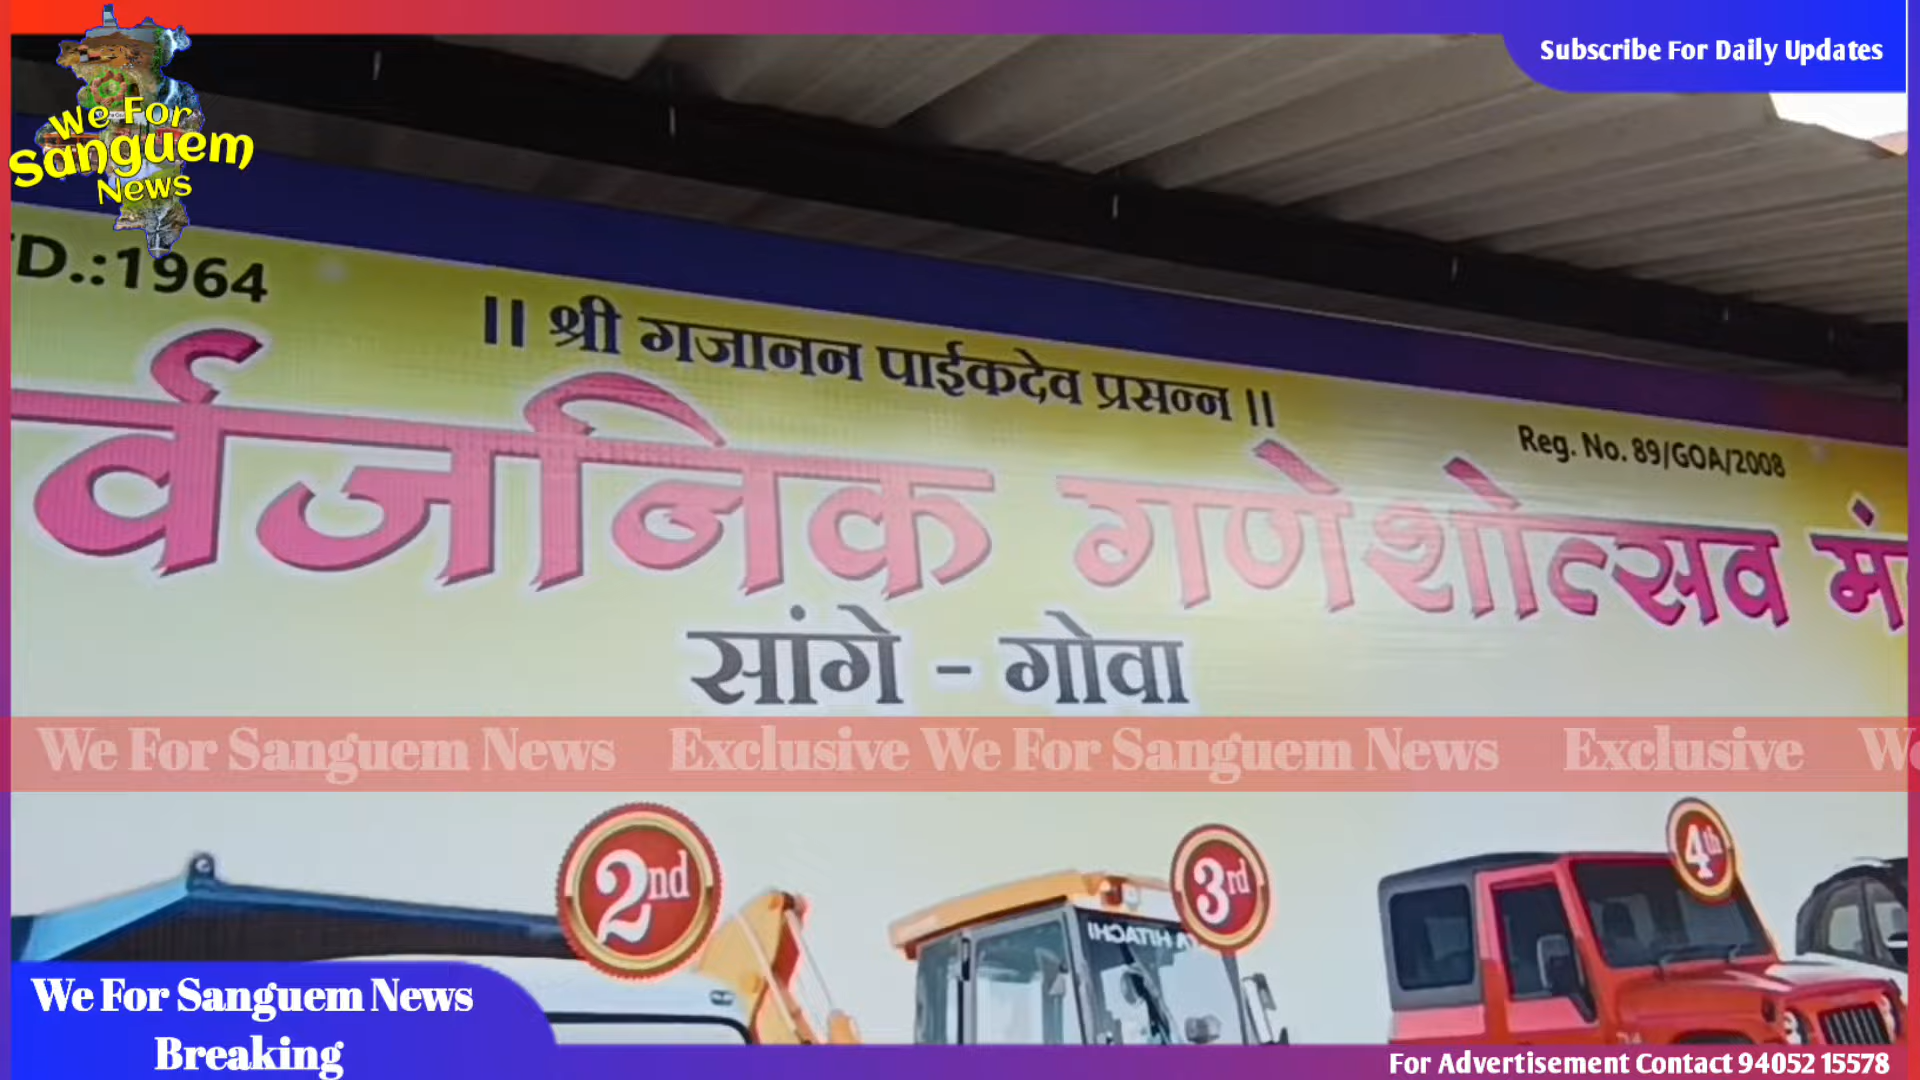 Subscribe For Daily Updates
We For
Sanguem
News
D.:1964
|| श्री गजानन पाईकदेव प्रसन्न ||
Reg. No. 89/GOA/2008
र्वजनिक गणेशोत्सव मं
सांगे - गोवा
We For Sanguem News Exclusive We For Sanguem News Exclusive We
2nd
3rd
4th
HITACHI
We For Sanguem News
Breaking
For Advertisement Contact 94052 15578